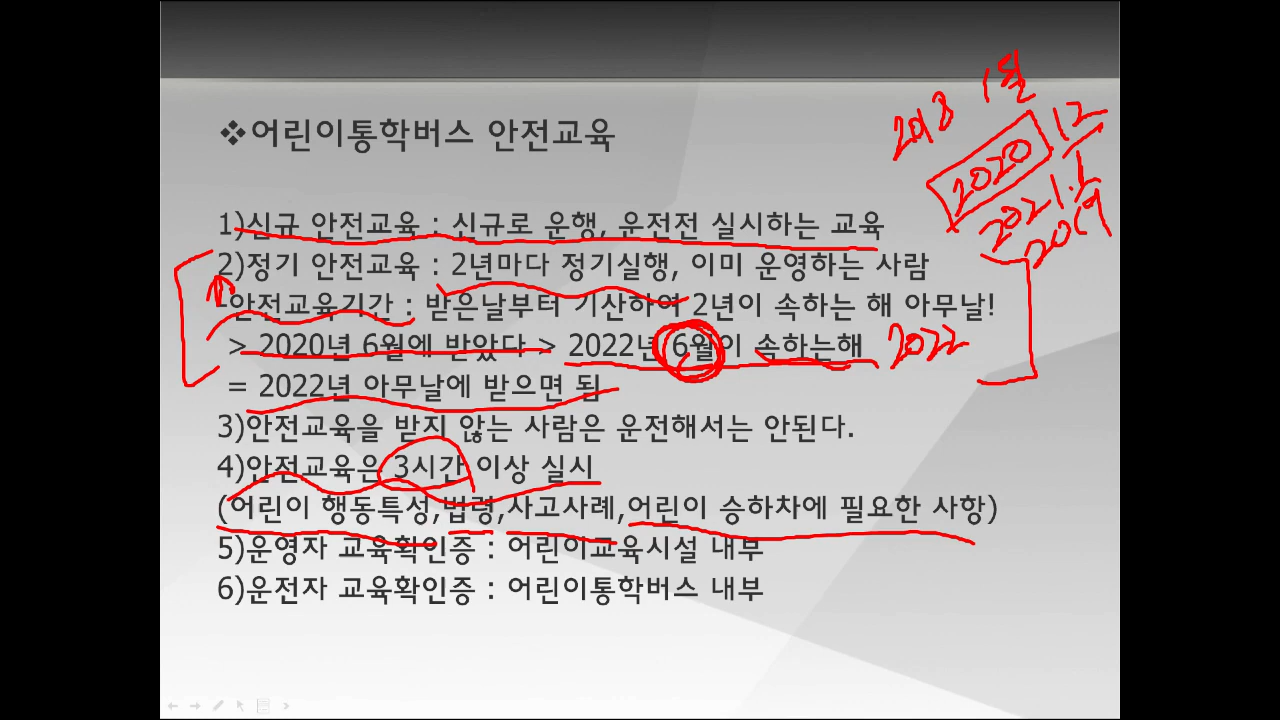 ❖어린이통학버스 안전교육
1)신규 안전교육 : 신규로 운행, 운전전 실시하는 교육
2)정기 안전교육 : 2년마다 정기실행, 이미 운영하는 사람
안전교육기간 : 받은날부터 기산하여 2년이 속하는 해 아무날!
> 2020년 6월에 받았다 > 2022년 6월이 속하는해 2022
= 2022년 아무날에 받으면 됨
3)안전교육을 받지 않는 사람은 운전해서는 안된다.
4)안전교육은 3시간 이상 실시
(어린이 행동특성,법령,사고사례,어린이 승하차에 필요한 사항)
5)운영자 교육확인증 : 어린이교육시설 내부
6)운전자 교육확인증 : 어린이통학버스 내부
2018 1월
2020 12
2021.1